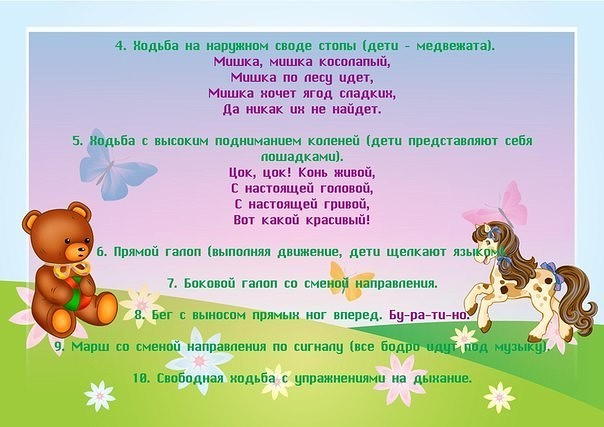 4. Ходьба на наружном своде стопы (дети - медвежата).
Мишка, мишка косолапый,
Мишка по лесу идет,
Мишка хочет ягод сладких,
Да никак их не найдет.
5. Ходьба с высоким подниманием коленей (дети представляют себя
лошадками).
Цок, цок! Конь живой,
С настоящей головой,
С настоящей гривой,
Вот какой красивый!
6. Прямой галоп (выполняя движение, дети щелкают языком).
7. Боковой галоп со сменой направления.
8. Бег с выносом прямых ног вперед. Бу-ра-ти-но.
9. Марш со сменой направления по сигналу (все бодро идут под музыку).
10. Свободная ходьба с упражнениями на дыхание.